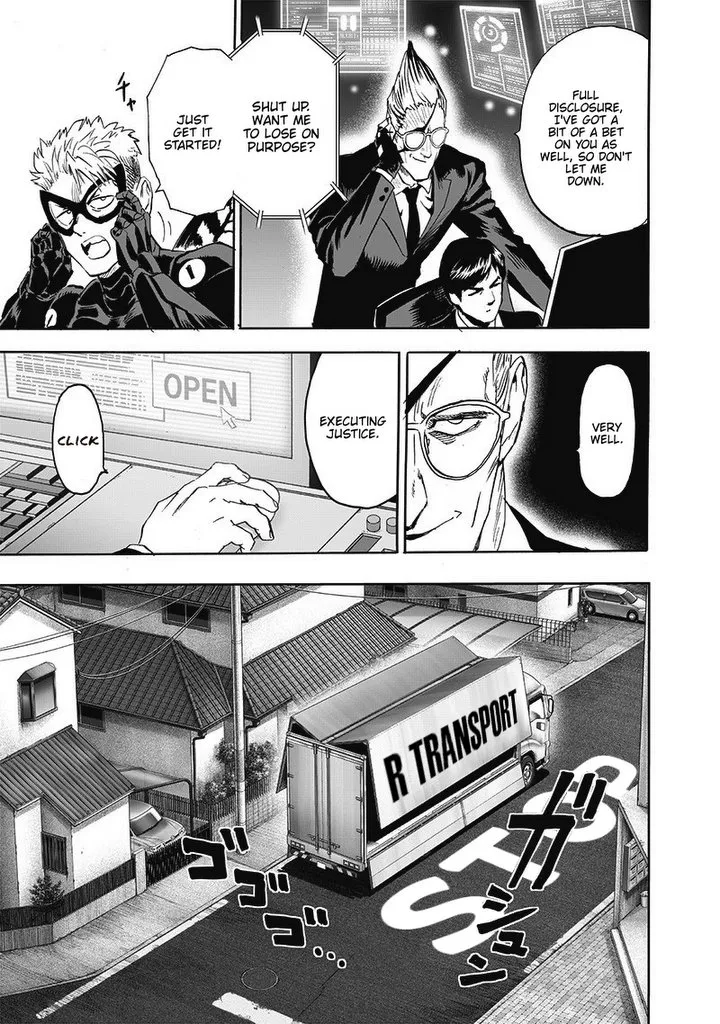 FULL
DISCLOSURE,
I'VE GOT A
BIT OF A BET
ON YOU AS
WELL, SO DON'T
LET ME
DOWN.
SHUT UP.
WANT ME
TO LOSE ON
PURPOSE?
JUST
GET IT
STARTED!
チャ
1
VERY
WELL.
EXECUTING
JUSTICE.
OPEN
CLICK
R TRANSPORT
ガシュン
ゴゴゴゴ...